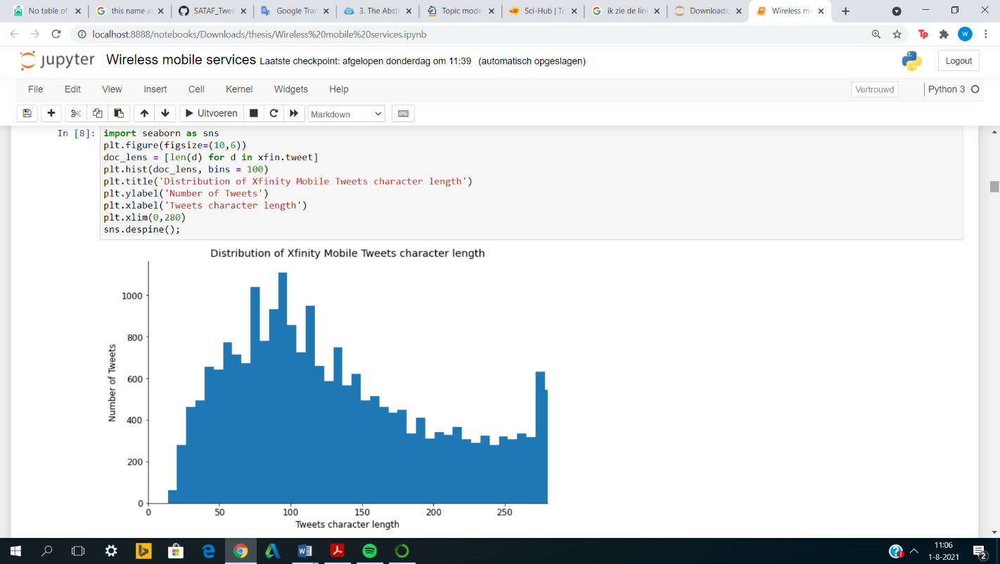 No table of
this name a
SATAF_Twee
Google Tran
3. The Abstr
Topic mode
Sci-Hub | To
ik zie de lini
Downloads,
Wireless mo
localhost:8888/notebooks/Downloads/thesis/Wireless%20mobile%20services.ipynb
Tp
W
jupyter Wireless mobile services Laatste checkpoint: afgelopen donderdag om 11:39 (automatisch opgeslagen)
Logout
File Edit View Insert Cell Kernel Widgets Help
Vertrouwd
Python 3
Uitvoeren
Markdown
In [8]: import seaborn as sns
plt.figure(figsize=(10,6))
doc_lens = [len(d) for d in xfin.tweet]
plt.hist(doc_lens, bins = 100)
plt.title('Distribution of Xfinity Mobile Tweets character length')
plt.ylabel('Number of Tweets')
plt.xlabel('Tweets character length')
plt.xlim(0,280)
sns.despine();
Distribution of Xfinity Mobile Tweets character length
Number of Tweets
1000
800
600
400
200
0
0 50 100 150 200 250
Tweets character length
11:06
1-8-2021
2